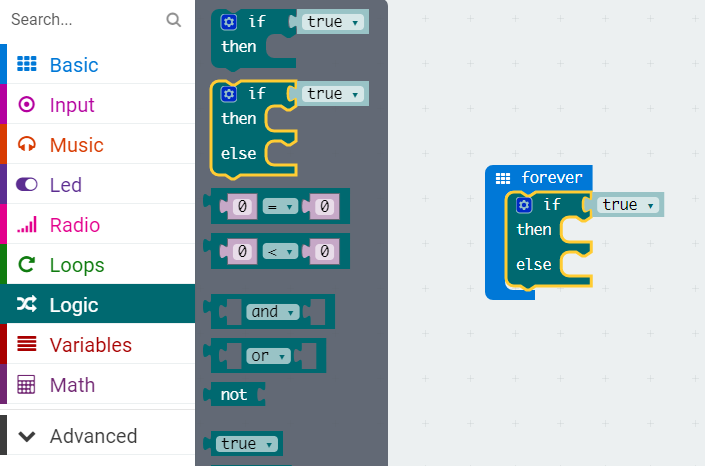 Search...
Basic
Input
Music
Led
Radio
Loops
Logic
Variables
Math
Advanced
if true
then
if true
then
else
0 = 0
0 < 0
and
or
not
true
forever
if true
then
else